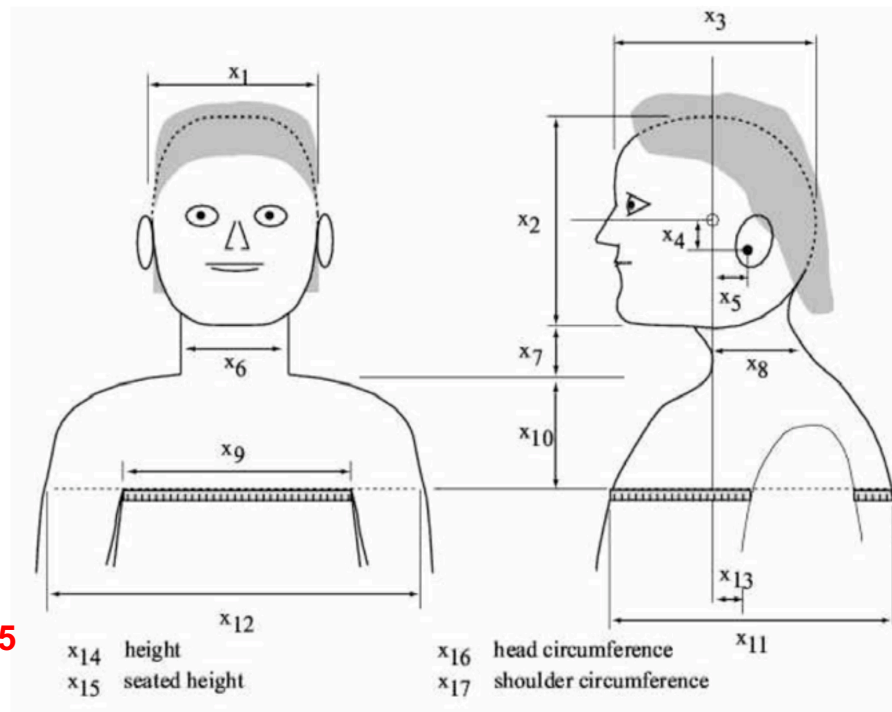 x1
x3
x2
x4
x5
x6
x7
x8
x9
x10
x12
x13
x11
5
x14 height
x15 seated height
x16 head circumference
x17 shoulder circumference